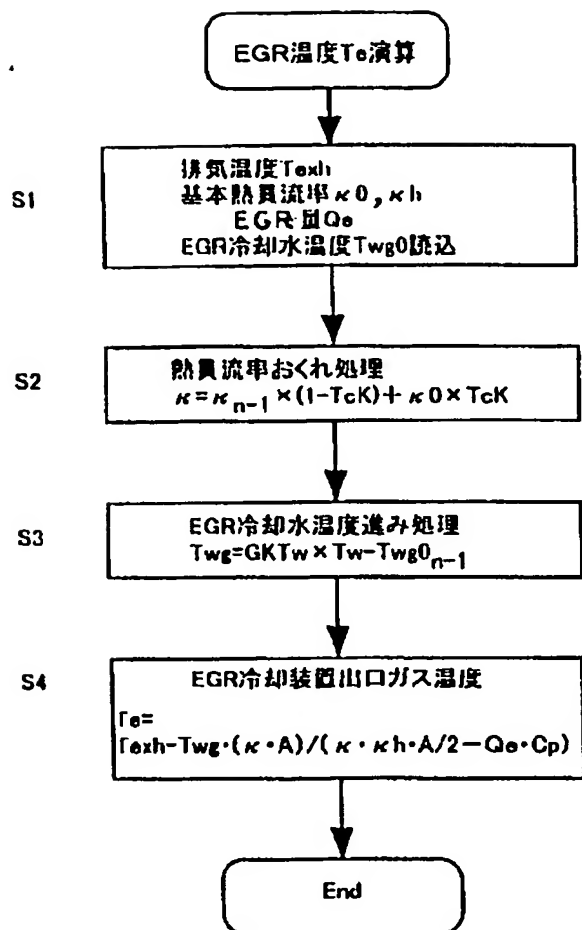 EGR温度Te演算
S1
排気温度Texh
基本熱貫流率κ0,κh
EGR量Qe
EGR冷却水温度Twg0読込
S2
熱貫流率おくれ処理
κ=κn-1×(1-TcK)+κ0×TcK
S3
EGR冷却水温度進み処理
Twg=GKTw×Tw-Twg0n-1
S4
EGR冷却装置出口ガス温度
Te=
Texh-Twg·(κ·A)/(κ·κh·A/2-Qe·Cp)
End